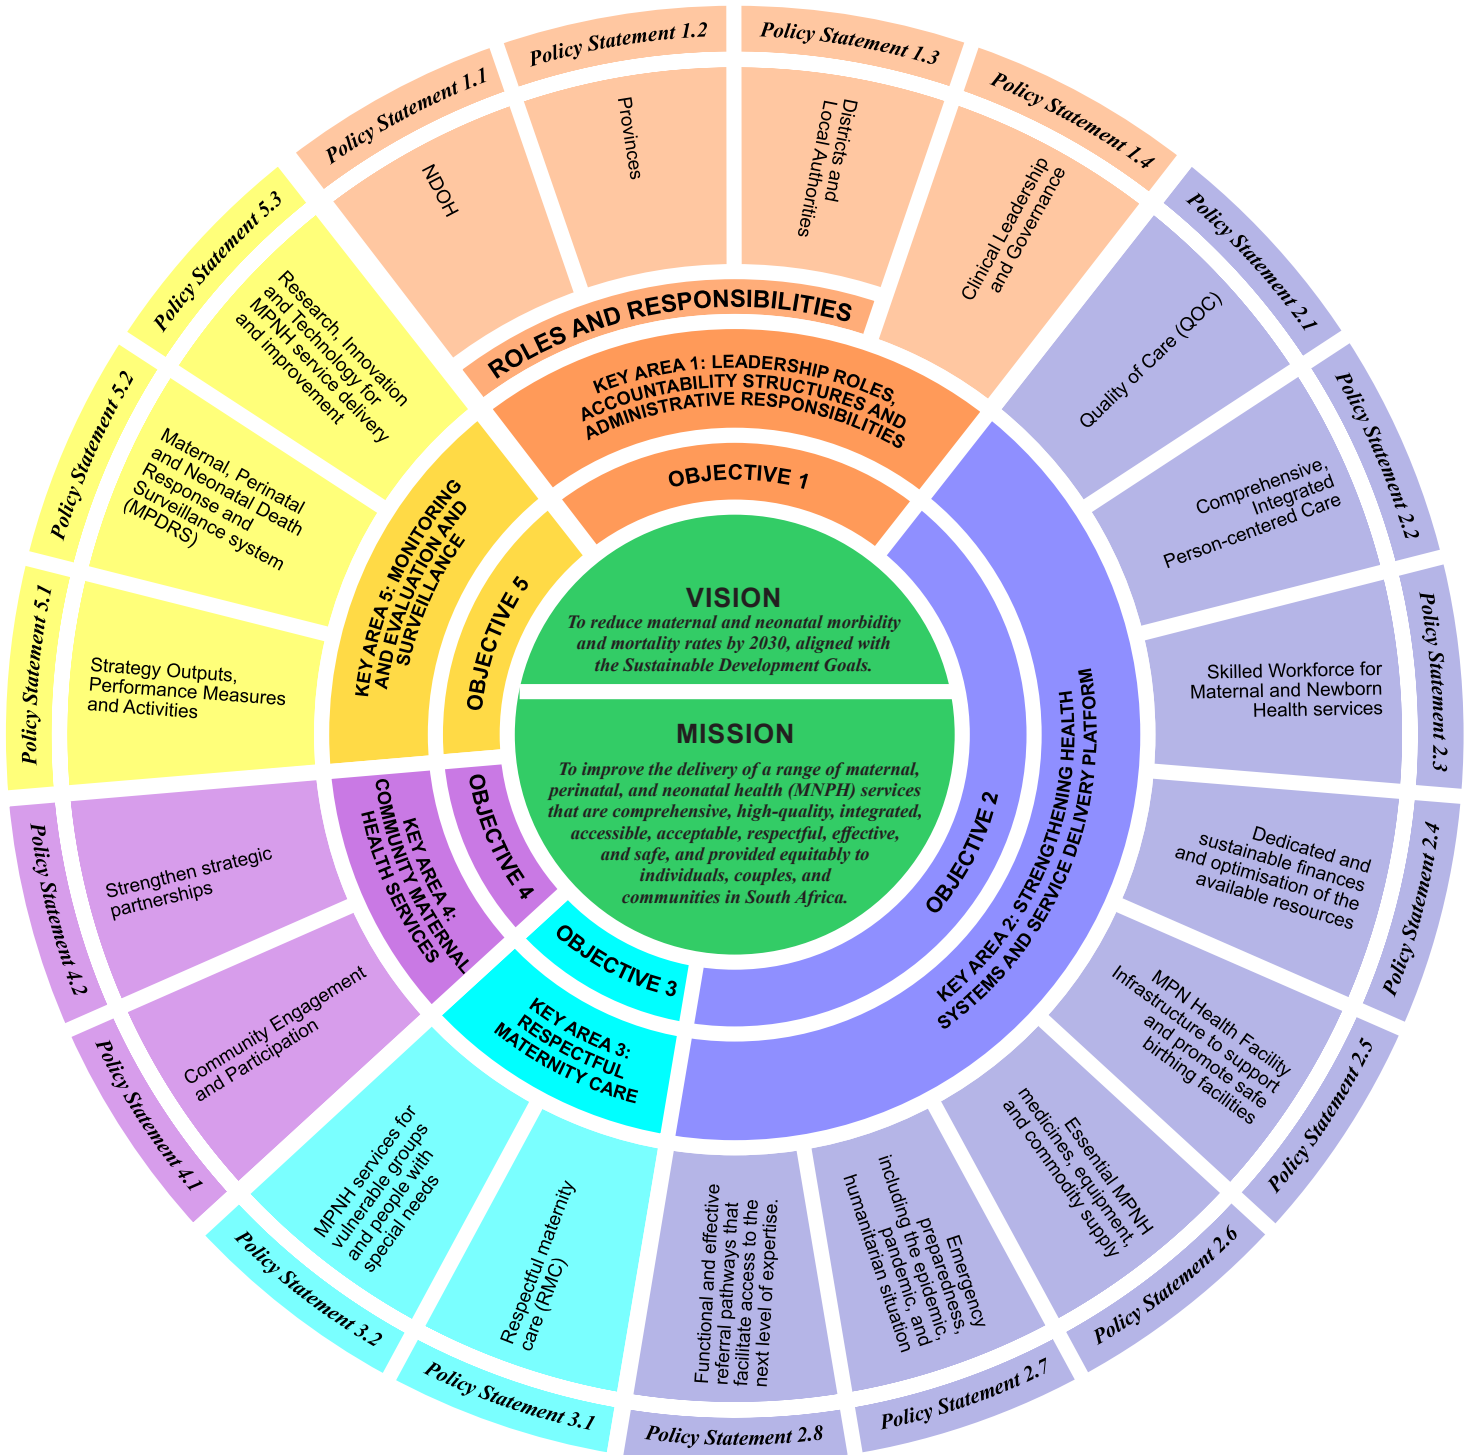 Policy Statement 1.1
Policy Statement 1.2
Policy Statement 1.3
Policy Statement 1.4
NDOH
Provinces
Districts and
Local Authorities
Clinical Leadership
and Governance
ROLES AND RESPONSIBILITIES
KEY AREA 1: LEADERSHIP ROLES,
ACCOUNTABILITY STRUCTURES AND
ADMINISTRATIVE RESPONSIBILITIES
OBJECTIVE 1
VISION
To reduce maternal and neonatal morbidity
and mortality rates by 2030, aligned with
the Sustainable Development Goals.
MISSION
To improve the delivery of a range of maternal,
perinatal, and neonatal health (MNPH) services
that are comprehensive, high-quality, integrated,
accessible, acceptable, respectful, effective,
and safe, and provided equitably to
individuals, couples, and
communities in South Africa.
OBJECTIVE 2
KEY AREA 2: STRENGTHENING HEALTH
SYSTEMS AND SERVICE DELIVERY PLATFORM
Policy Statement 2.1
Quality of Care (QOC)
Policy Statement 2.2
Comprehensive,
Integrated
Person-centered Care
Policy Statement 2.3
Skilled Workforce for
Maternal and Newborn
Health services
Policy Statement 2.4
Dedicated and
sustainable finances
and optimisation of the
available resources
Policy Statement 2.5
MPN Health Facility
Infrastructure to support
and promote safe
birthing facilities
Policy Statement 2.6
Essential MPNH
medicines, equipment,
and commodity supply
Policy Statement 2.7
Emergency
preparedness,
including the epidemic,
pandemic, and
humanitarian situation
Policy Statement 2.8
Functional and effective
referral pathways that
facilitate access to the
next level of expertise.
OBJECTIVE 3
KEY AREA 3:
RESPECTFUL
MATERNITY CARE
Policy Statement 3.1
Respectful maternity
care (RMC)
Policy Statement 3.2
MPNH services for
vulnerable groups
and people with
special needs
OBJECTIVE 4
KEY AREA 4:
COMMUNITY MATERNAL
HEALTH SERVICES
Policy Statement 4.1
Community Engagement
and Participation
Policy Statement 4.2
Strengthen strategic
partnerships
OBJECTIVE 5
KEY AREA 5: MONITORING
AND EVALUATION AND
SURVEILLANCE
Policy Statement 5.1
Strategy Outputs,
Performance Measures
and Activities
Policy Statement 5.2
Maternal, Perinatal
and Neonatal Death
Response and
Surveillance system
(MPDRS)
Policy Statement 5.3
Research, Innovation
and Technology for
MPNH service delivery
and improvement